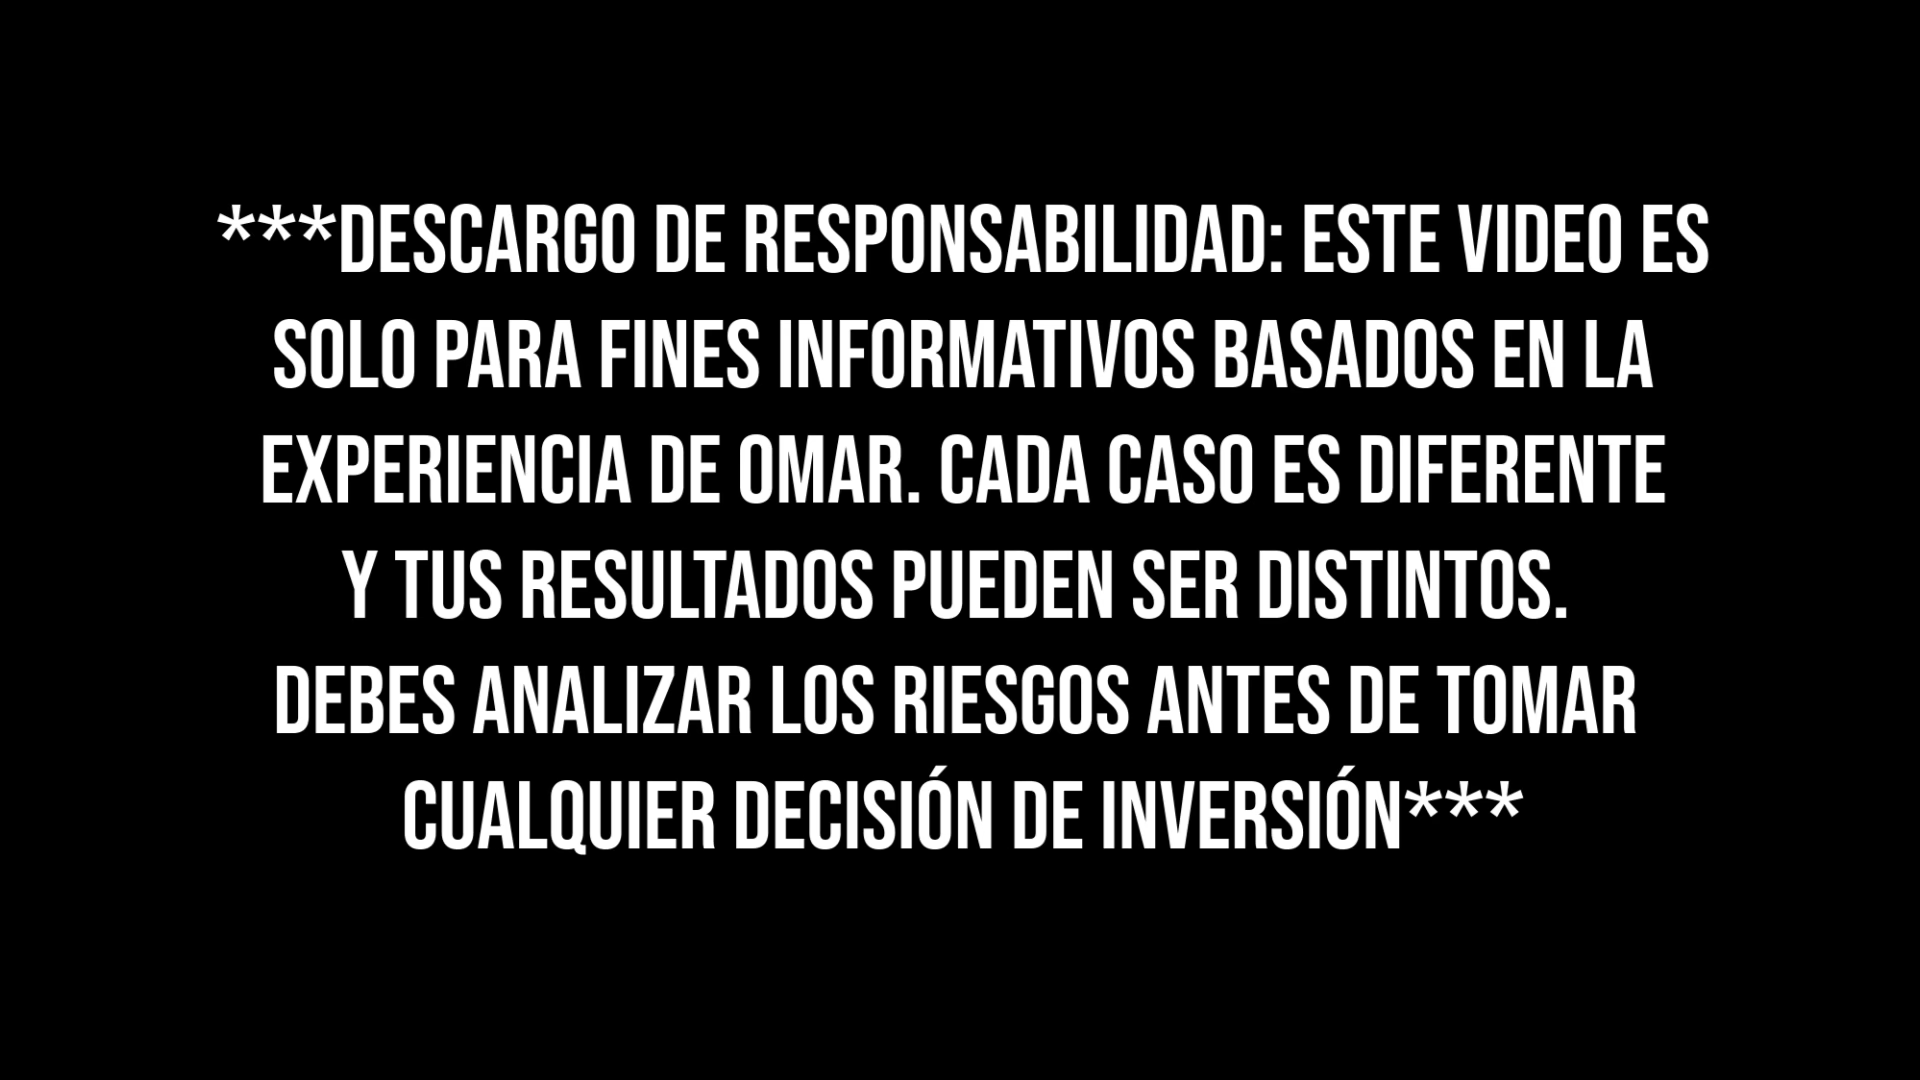 ***DESCARGO DE RESPONSABILIDAD: ESTE VIDEO ES
SOLO PARA FINES INFORMATIVOS BASADOS EN LA
EXPERIENCIA DE OMAR. CADA CASO ES DIFERENTE
Y TUS RESULTADOS PUEDEN SER DISTINTOS.
DEBES ANALIZAR LOS RIESGOS ANTES DE TOMAR
CUALQUIER DECISIÓN DE INVERSIÓN***